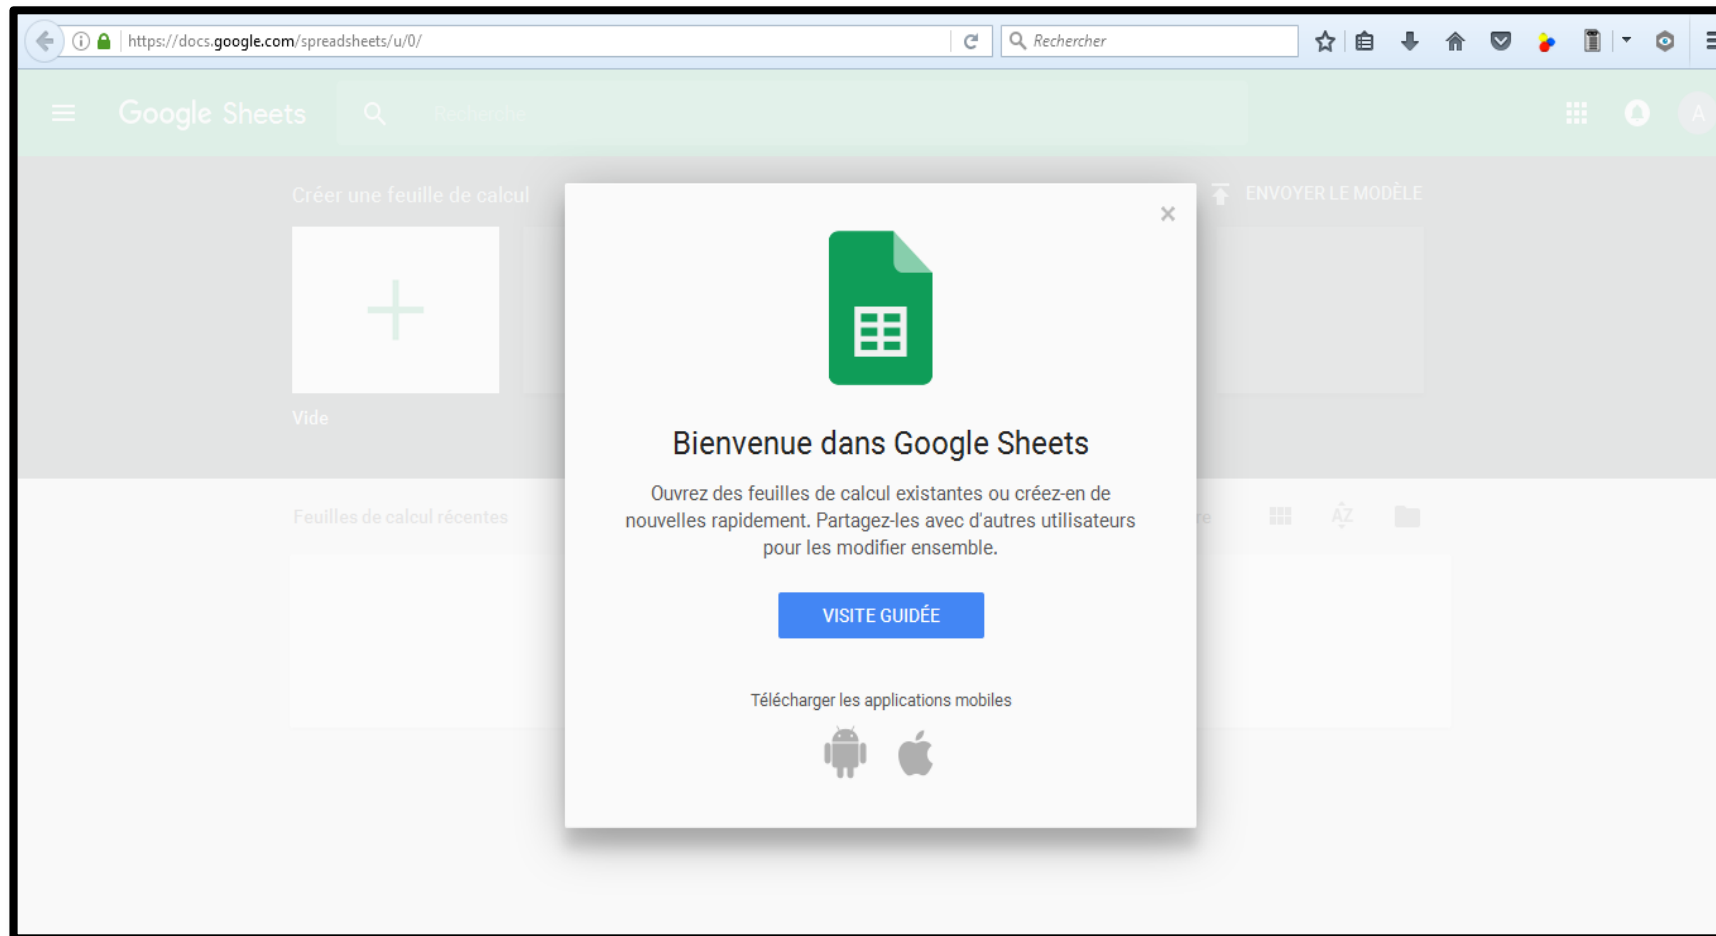 https://docs.google.com/spreadsheets/u/0/
Rechercher
Google Sheets
Recherche
A
Créer une feuille de calcul
ENVOYER LE MODÈLE
Vide
Bienvenue dans Google Sheets
Ouvrez des feuilles de calcul existantes ou créez-en de
nouvelles rapidement. Partagez-les avec d'autres utilisateurs
pour les modifier ensemble.
Feuilles de calcul récentes
AZ
VISITE GUIDÉE
Télécharger les applications mobiles